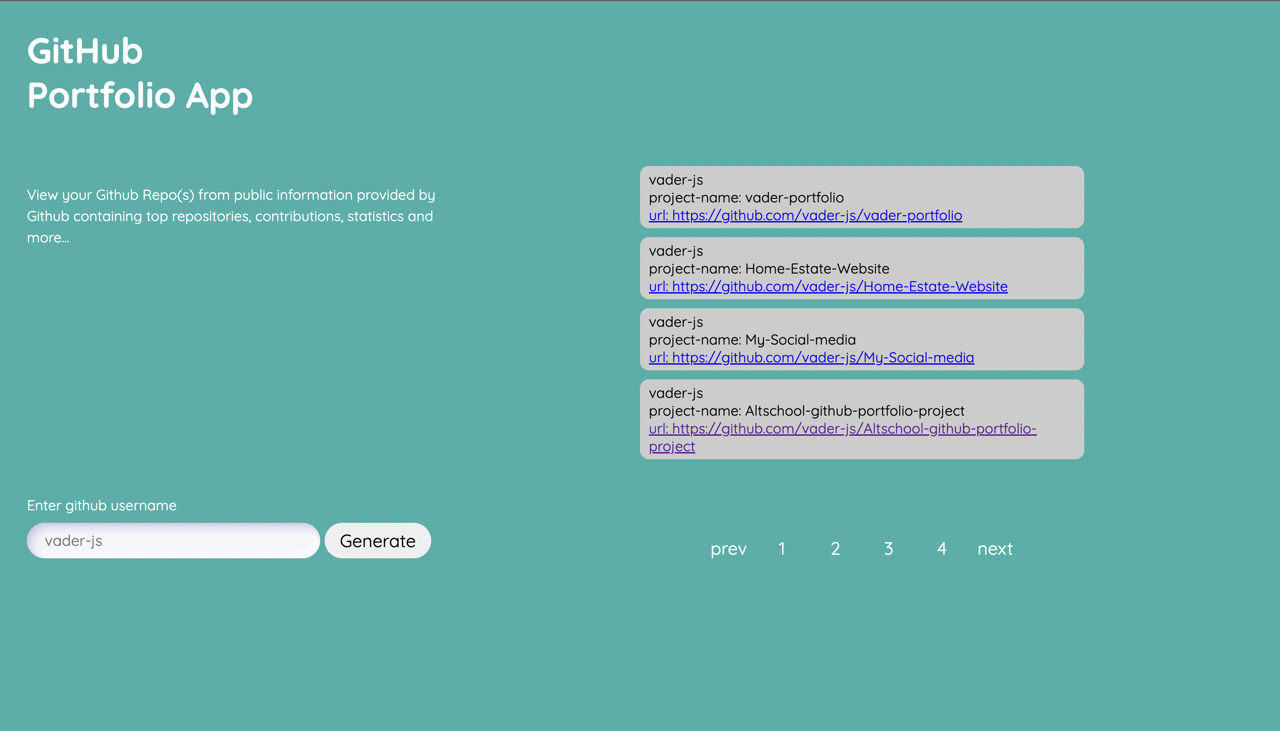 GitHub
Portfolio App
View your Github Repo(s) from public information provided by
Github containing top repositories, contributions, statistics and
more...
Enter github username
vader-js
Generate
vader-js
project-name: vader-portfolio
url: https://github.com/vader-js/vader-portfolio
vader-js
project-name: Home-Estate-Website
url: https://github.com/vader-js/Home-Estate-Website
vader-js
project-name: My-Social-media
url: https://github.com/vader-js/My-Social-media
vader-js
project-name: Altschool-github-portfolio-project
url: https://github.com/vader-js/Altschool-github-portfolio-
project
prev 1 2 3 4 next